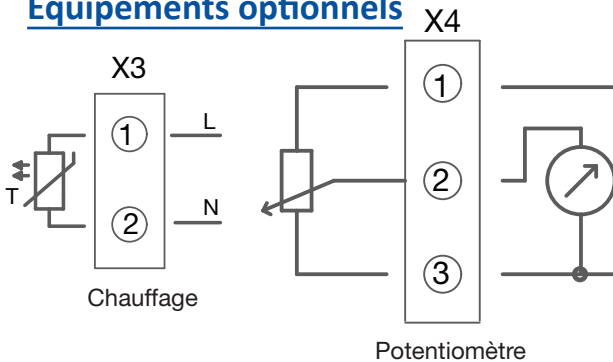 Equipements optionnels
X3
1
L
T
2
N
Chauffage
X4
1
2
3
Potentiomètre